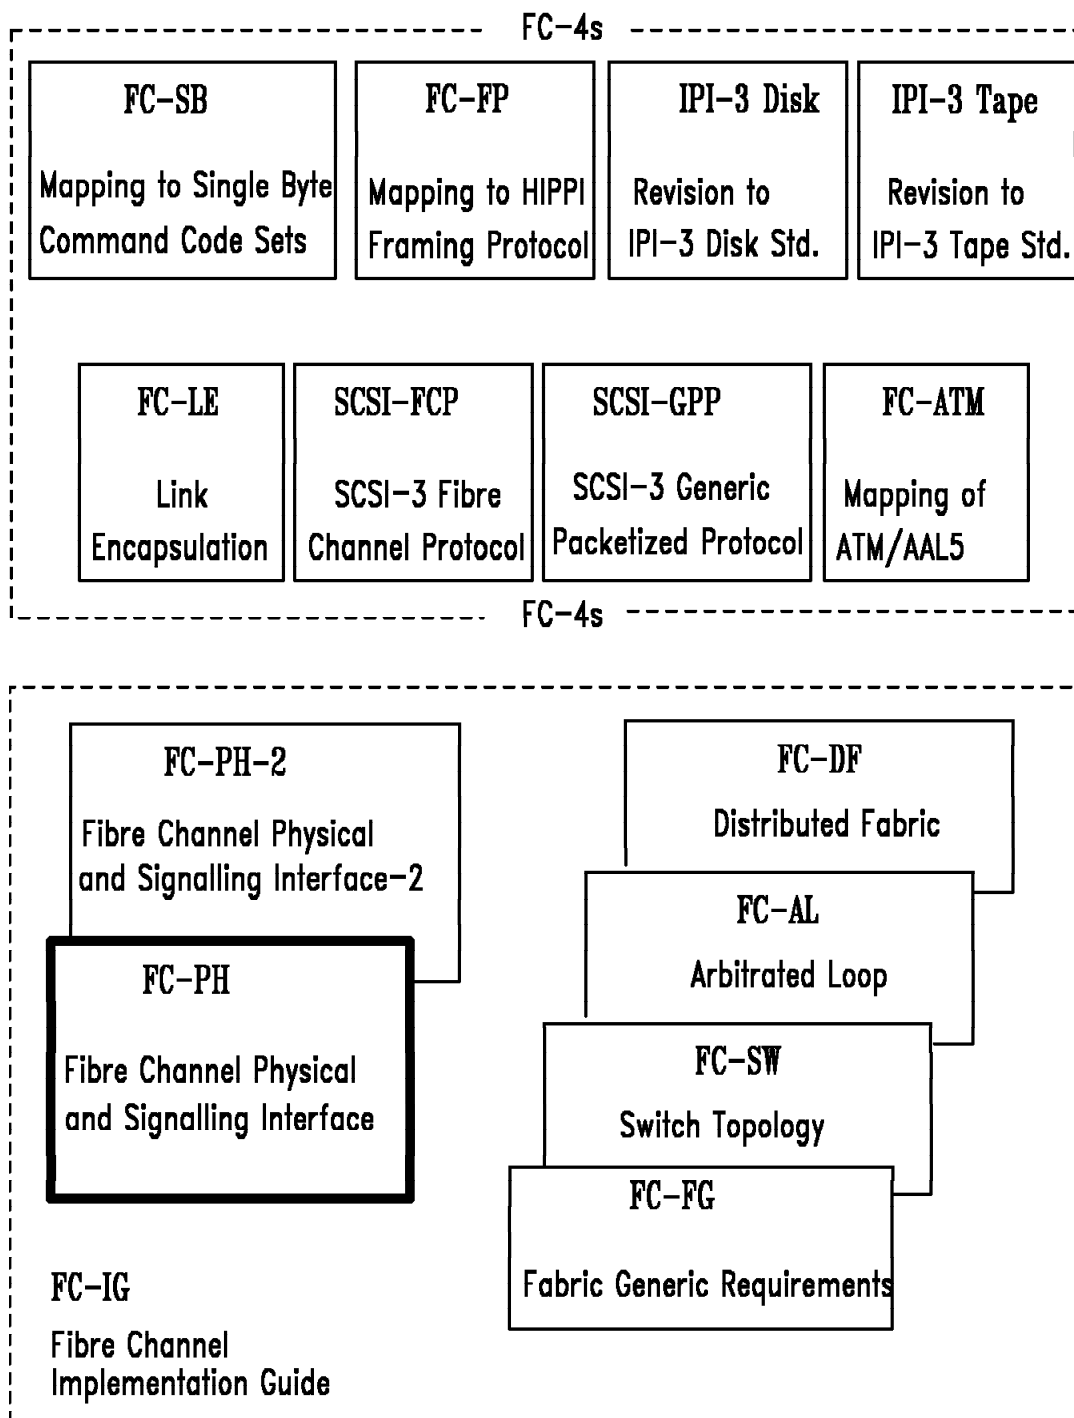 FC-4s
FC-SB
Mapping to Single Byte
Command Code Sets
FC-FP
Mapping to HIPPI
Framing Protocol
IPI-3 Disk
Revision to
IPI-3 Disk Std.
IPI-3 Tape
Revision to
IPI-3 Tape Std.
FC-LE
Link
Encapsulation
SCSI-FCP
SCSI-3 Fibre
Channel Protocol
SCSI-GPP
SCSI-3 Generic
Packetized Protocol
FC-ATM
Mapping of
ATM/AAL5
FC-4s
FC-PH-2
Fibre Channel Physical
and Signalling Interface-2
FC-PH
Fibre Channel Physical
and Signalling Interface
FC-DF
Distributed Fabric
FC-AL
Arbitrated Loop
FC-SW
Switch Topology
FC-FG
Fabric Generic Requirements
FC-IG
Fibre Channel
Implementation Guide